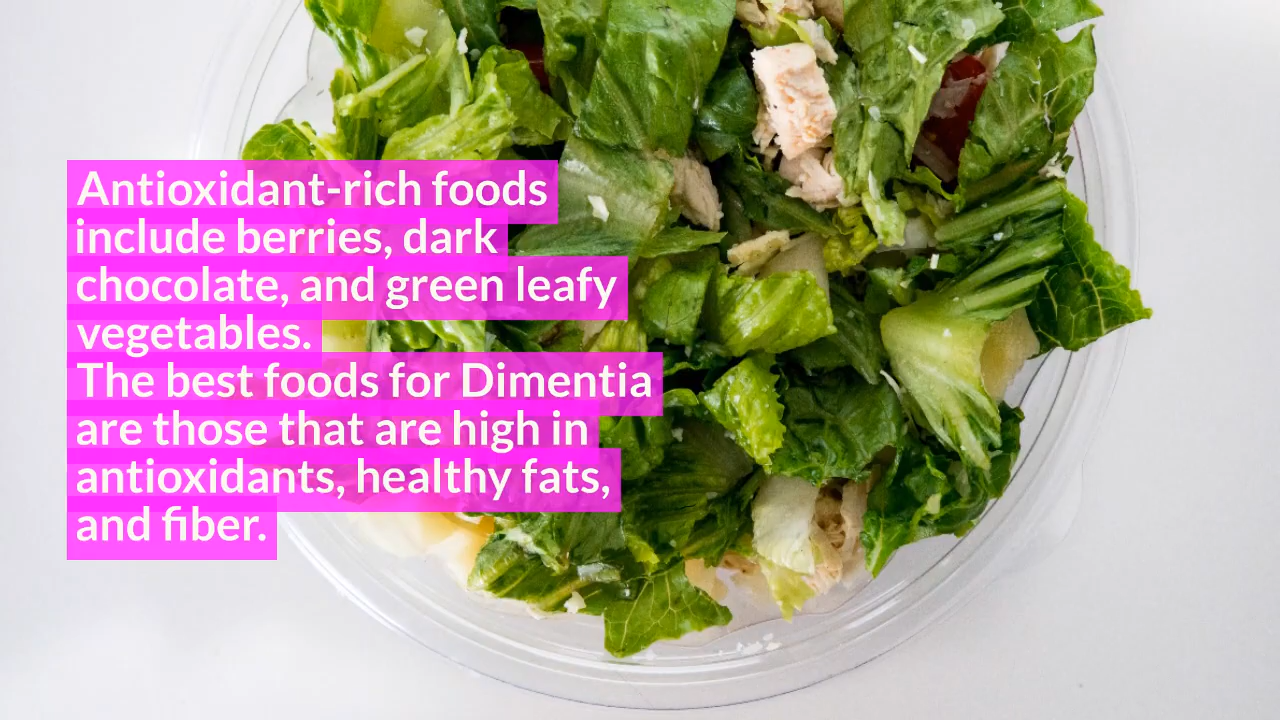 Antioxidant-rich foods
include berries, dark
chocolate, and green leafy
vegetables.
The best foods for Dimentia
are those that are high in
antioxidants, healthy fats,
and fiber.